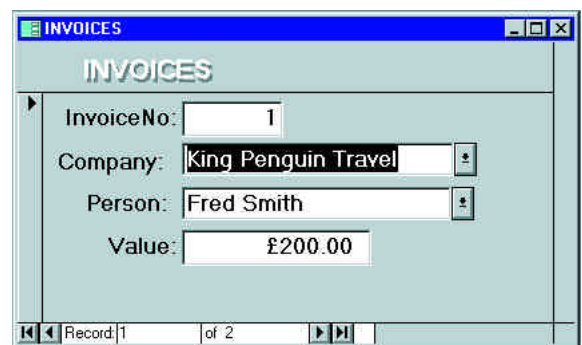 INVOICES
INVOICES
InvoiceNo: 1
Company: King Penguin Travel
Person: Fred Smith
Value: £200.00
Record: 1 of 2